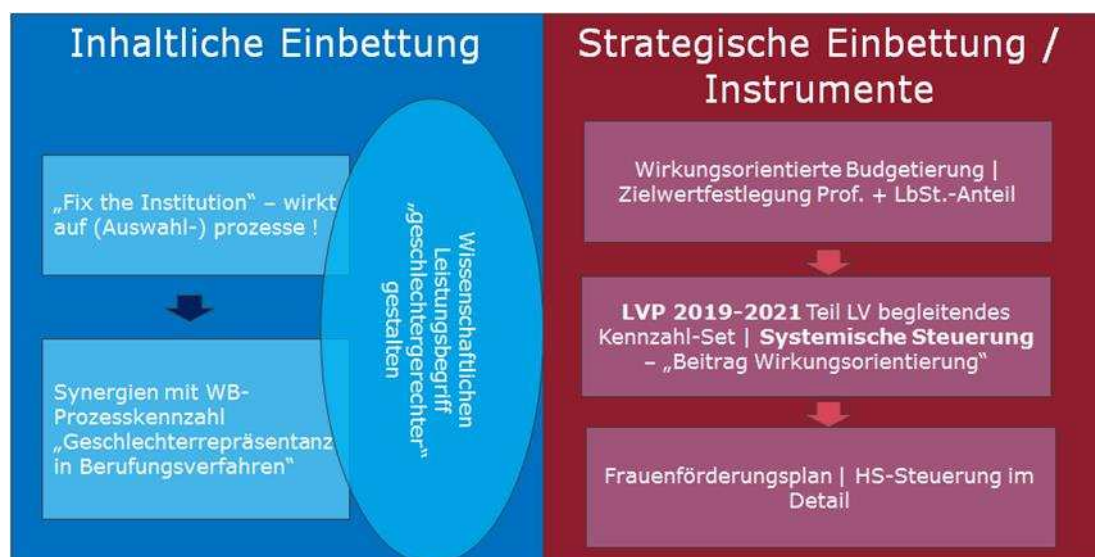 Inhaltliche Einbettung
„Fix the Institution“ – wirkt
auf (Auswahl-) prozesse !
Synergien mit WB-
Prozesskennzahl
„Geschlechterrepräsentanz
in Berufungsverfahren“
Wissenschaftlichen
Leistungsbegriff
„geschlechtergerechter“
gestalten
Strategische Einbettung /
Instrumente
Wirkungsorientierte Budgetierung |
Zielwertfestlegung Prof. + LbSt.-Anteil
LVP 2019-2021 Teil LV begleitendes
Kennzahl-Set | Systemische Steuerung
– „Beitrag Wirkungsorientierung“
Frauenförderungsplan | HS-Steuerung im
Detail